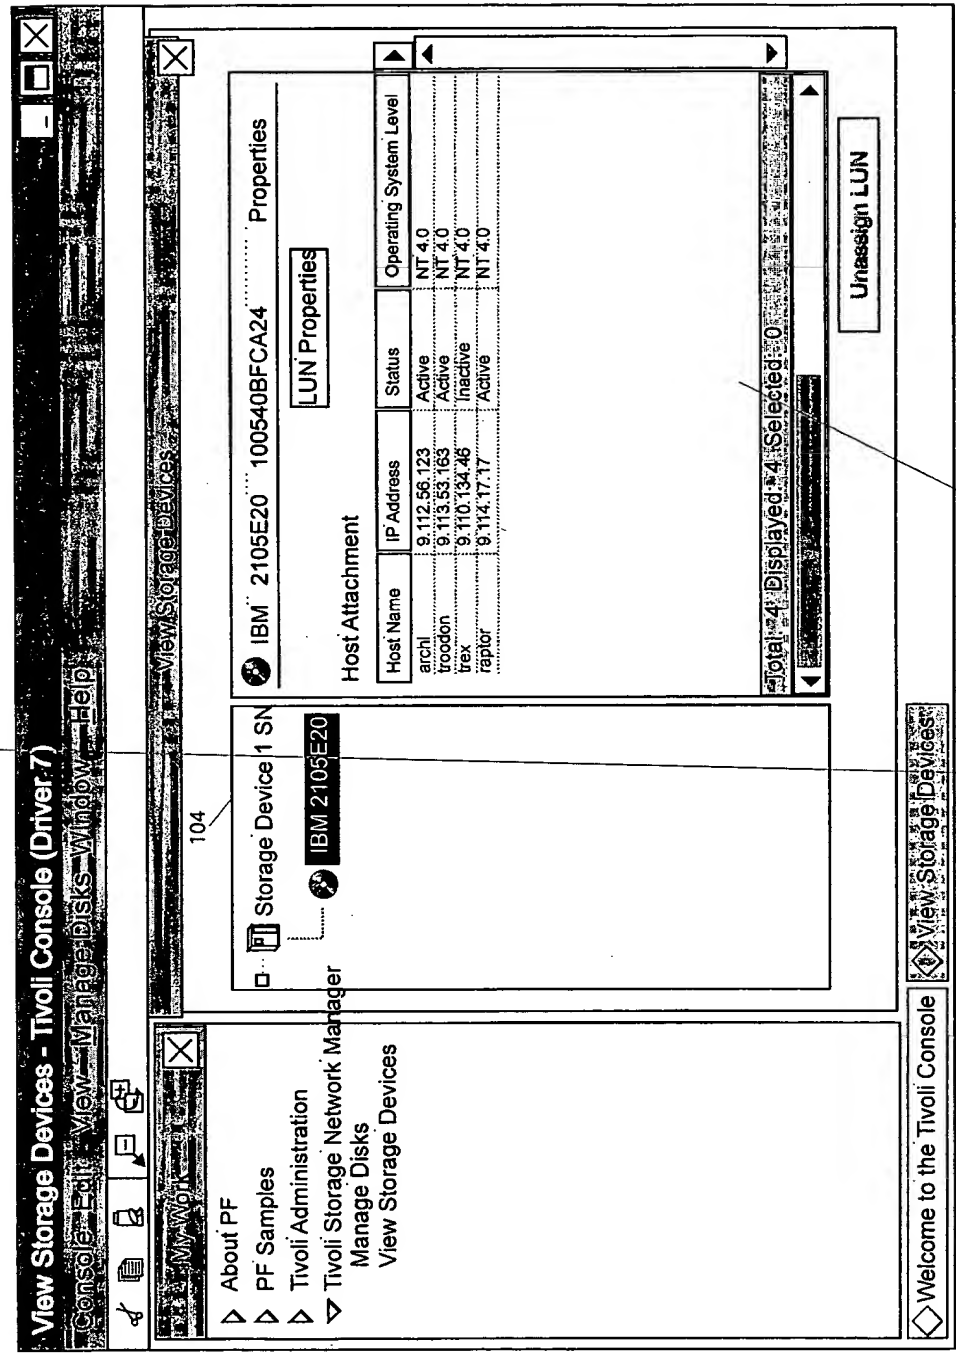 View Storage Devices - Tivoli Console (Driver 7)
Console Edit View Manage Disks Window Help
My Work
About PF
PF Samples
Tivoli Administration
Tivoli Storage Network Manager
Manage Disks
View Storage Devices
View Storage Devices
104
Storage Device 1 SN
IBM 2105E20
IBM 2105E20 100540BFCA24 Properties
LUN Properties
Host Attachment
Host Name IP Address Status Operating System Level
archl 9.112.56.123 Active NT 4.0
troodon 9.113.53.163 Active NT 4.0
trex 9.110.134.46 Inactive NT 4.0
raptor 9.114.17.17 Active NT 4.0
Total: 4 Displayed: 4 Selected: 0
Unassign LUN
Welcome to the Tivoli Console
View Storage Devices